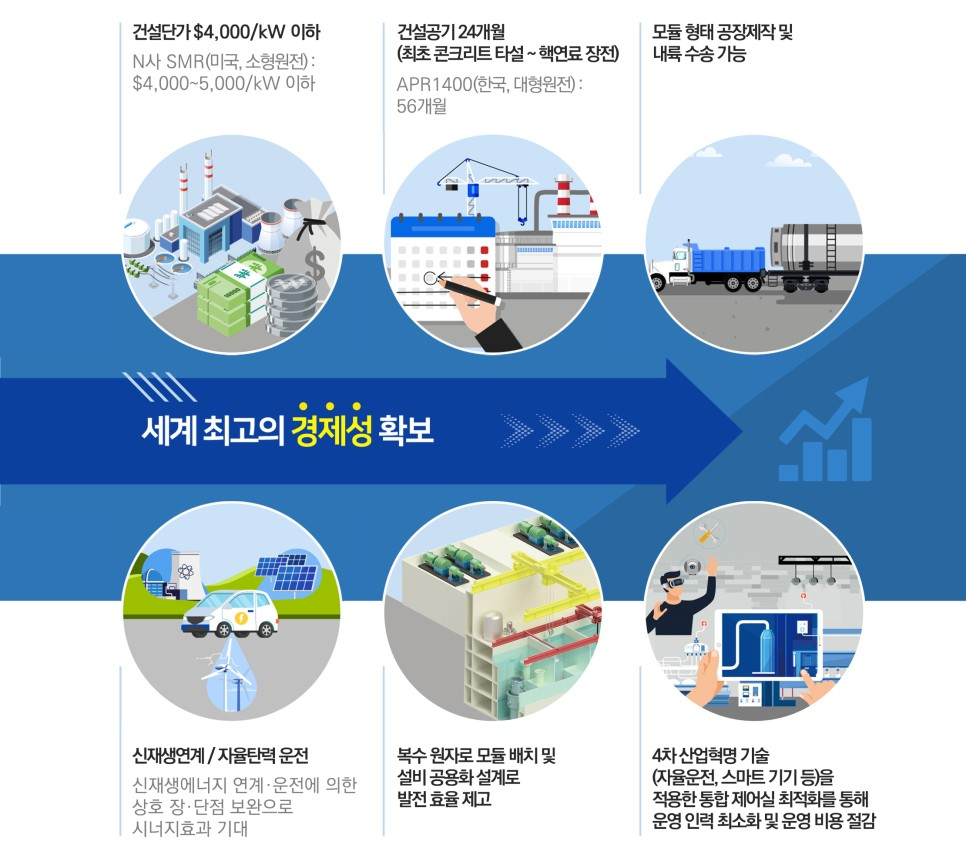 건설단가 $4,000/kW 이하
N사 SMR(미국, 소형원전) :
$4,000~5,000/kW 이하
건설공기 24개월
(최초 콘크리트 타설 ~ 핵연료 장전)
APR1400(한국, 대형원전) :
56개월
모듈 형태 공장제작 및
내륙 수송 가능
세계 최고의 경제성 확보
신재생연계 / 자율탄력 운전
신재생에너지 연계·운전에 의한
상호 장·단점 보완으로
시너지효과 기대
복수 원자로 모듈 배치 및
설비 공용화 설계로
발전 효율 제고
4차 산업혁명 기술
(자율운전, 스마트 기기 등)을
적용한 통합 제어실 최적화를 통해
운영 인력 최소화 및 운영 비용 절감